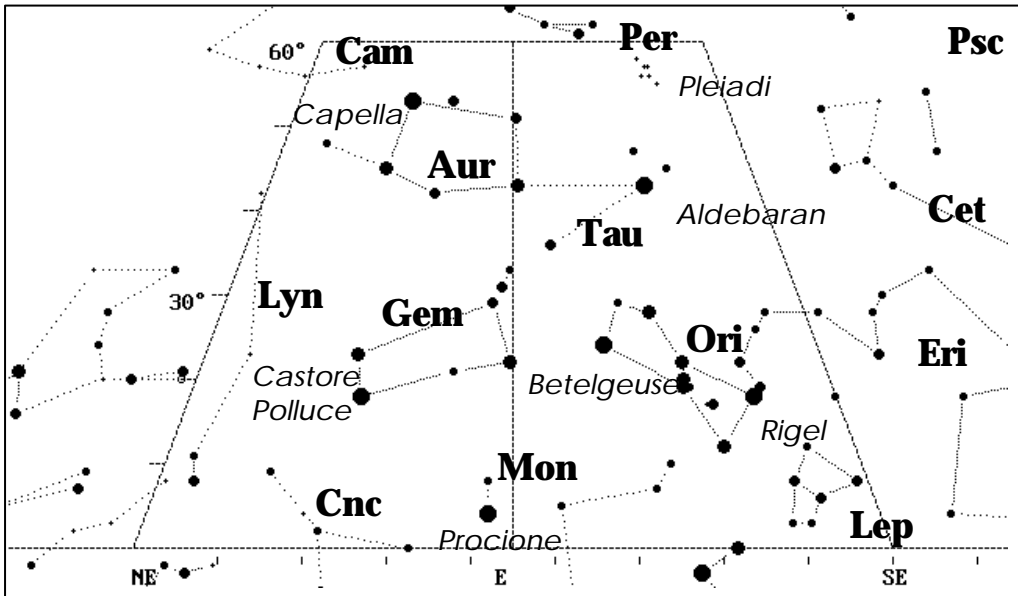 60° Cam Per Psc
Pleiadi
Capella
Aur
Aldebaran Cet
Tau
30° Lyn Gem
Ori Eri
Castore Betelgeuse
Polluce
Rigel
Mon
Cnc Lep
Procione
NE E SE